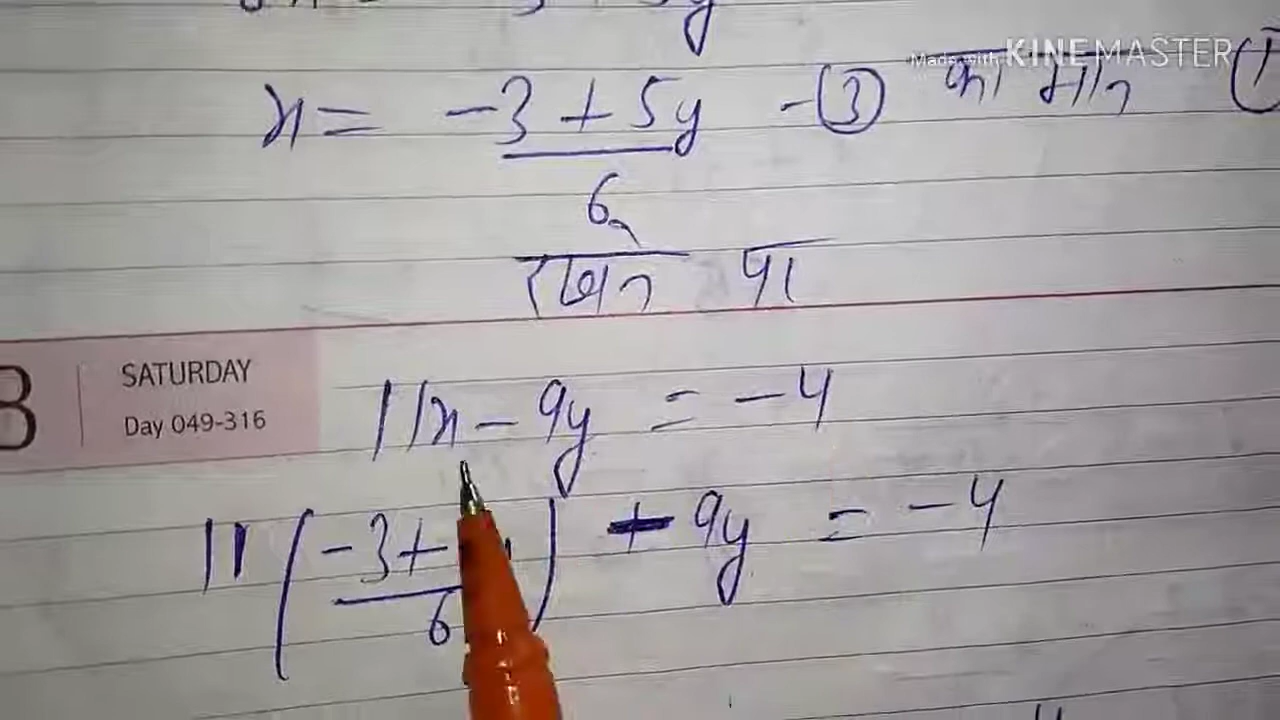 Made with KINEMASTER
x = -3 + 5y - ③ का मान ①
6
रखने पर
SATURDAY
Day 049-316
11x - 9y = -4
11 ( -3 + ) - 9y = -4
6